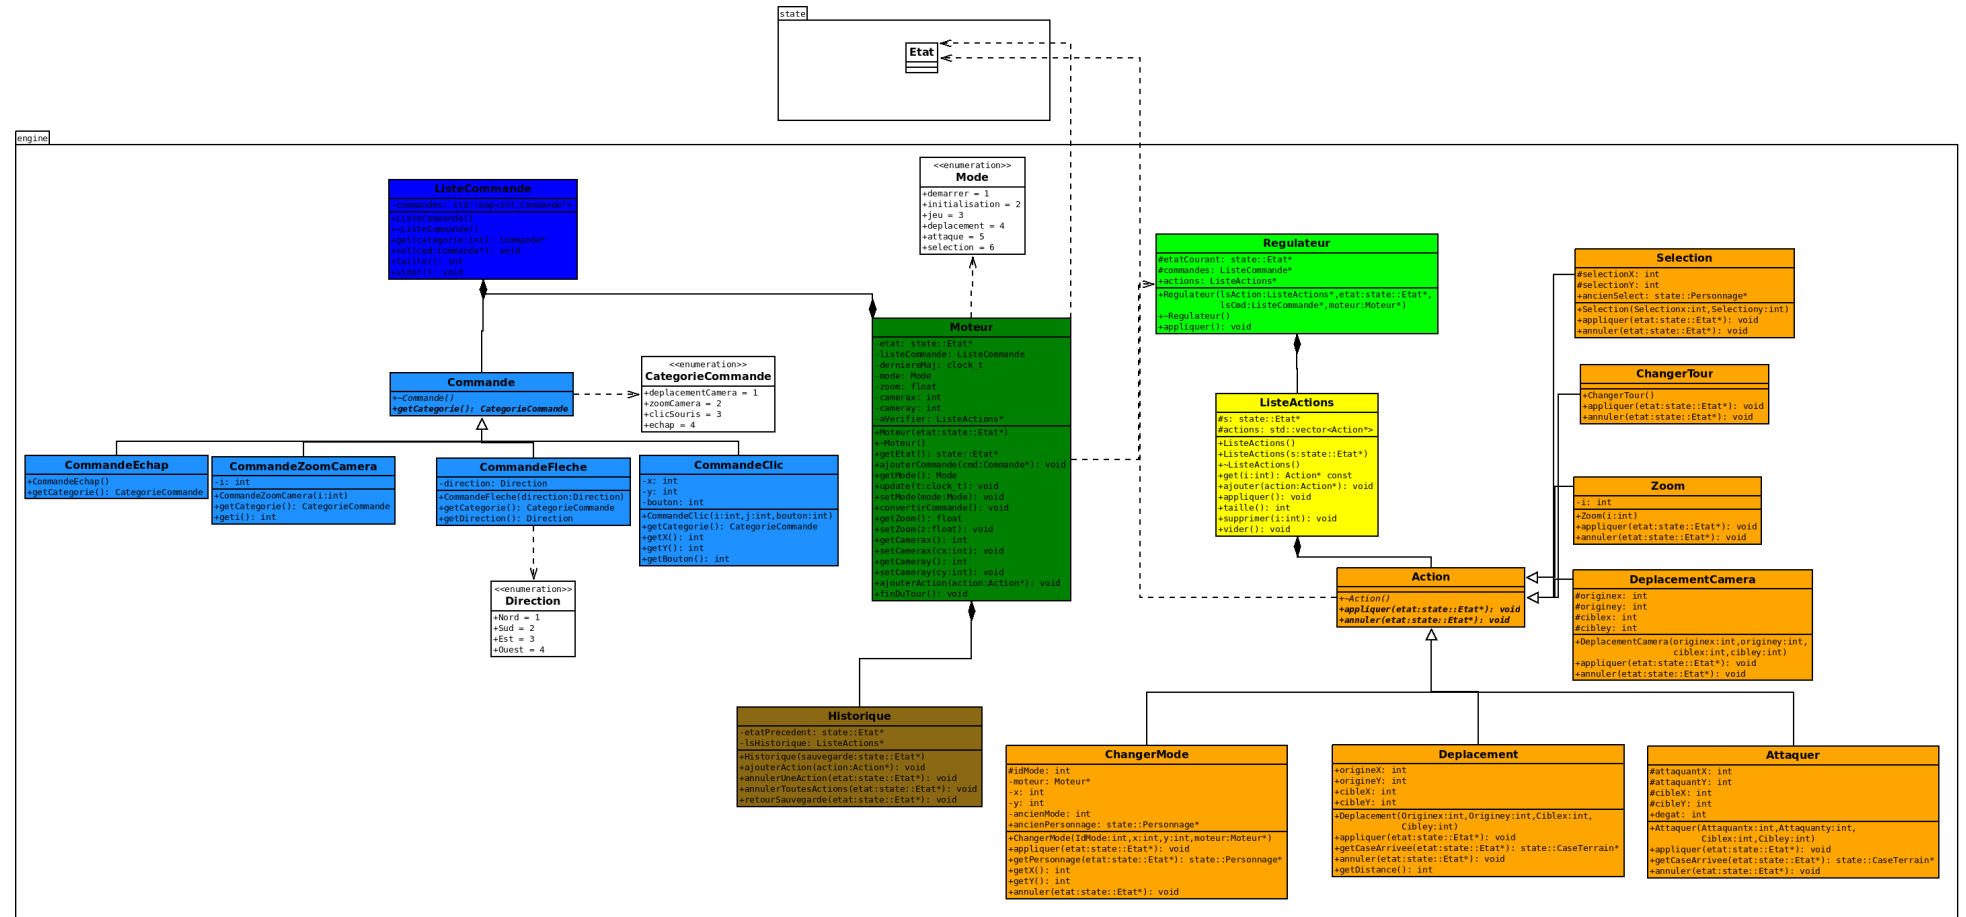 state
Etat
engine
ListeCommande
-commandes: std::map<int,Commande*>
+ListeCommande()
+~ListeCommande()
+get(categorie:int): Commande*
+set(cmd:Commande*): void
+taille(): int
+vider(): void
<<enumeration>>
Mode
+demarrer = 1
+initialisation = 2
+jeu = 3
+deplacement = 4
+attaque = 5
+selection = 6
Regulateur
#etatCourant: state::Etat*
#commandes: ListeCommande*
+actions: ListeActions*
+Regulateur(lsAction:ListeActions*,etat:state::Etat*,
lsCmd:ListeCommande*,moteur:Moteur*)
+~Regulateur()
+appliquer(): void
Selection
#selectionX: int
#selectionY: int
+ancienSelect: state::Personnage*
+Selection(Selectionx:int,Selectiony:int)
+appliquer(etat:state::Etat*): void
+annuler(etat:state::Etat*): void
Moteur
-etat: state::Etat*
-listeCommande: ListeCommande
-derniereMaj: clock_t
-mode: Mode
-zoom: float
-camerax: int
-cameray: int
-aVerifier: ListeActions*
+Moteur(etat:state::Etat*)
+~Moteur()
+getEtat(): state::Etat*
+ajouterCommande(cmd:Commande*): void
+getMode(): Mode
+update(t:clock_t): void
+setMode(mode:Mode): void
+convertirCommande(): void
+getZoom(): float
+setZoom(z:float): void
+getCamerax(): int
+setCamerax(cx:int): void
+getCameray(): int
+setCameray(cy:int): void
+ajouterAction(action:Action*): void
+finDuTour(): void
Commande
+~Commande()
+getCategorie(): CategorieCommande
<<enumeration>>
CategorieCommande
+deplacementCamera = 1
+zoomCamera = 2
+clicSouris = 3
+echap = 4
ChangerTour
+ChangerTour()
+appliquer(etat:state::Etat*): void
+annuler(etat:state::Etat*): void
ListeActions
#s: state::Etat*
#actions: std::vector<Action*>
+ListeActions()
+ListeActions(s:state::Etat*)
+~ListeActions()
+get(i:int): Action* const
+ajouter(action:Action*): void
+appliquer(): void
+taille(): int
+supprimer(i:int): void
+vider(): void
CommandeEchap
+CommandeEchap()
+getCategorie(): CategorieCommande
CommandeZoomCamera
-i: int
+CommandeZoomCamera(i:int)
+getCategorie(): CategorieCommande
+geti(): int
CommandeFleche
-direction: Direction
+CommandeFleche(direction:Direction)
+getCategorie(): CategorieCommande
+getDirection(): Direction
CommandeClic
-x: int
-y: int
-bouton: int
+CommandeClic(i:int,j:int,bouton:int)
+getCategorie(): CategorieCommande
+getX(): int
+getY(): int
+getBouton(): int
Zoom
-i: int
+Zoom(i:int)
+appliquer(etat:state::Etat*): void
+annuler(etat:state::Etat*): void
<<enumeration>>
Direction
+Nord = 1
+Sud = 2
+Est = 3
+Ouest = 4
Action
+~Action()
+appliquer(etat:state::Etat*): void
+annuler(etat:state::Etat*): void
DeplacementCamera
#originex: int
#originey: int
#ciblex: int
#cibley: int
+DeplacementCamera(originex:int,originey:int,
ciblex:int,cibley:int)
+appliquer(etat:state::Etat*): void
+annuler(etat:state::Etat*): void
Historique
-etatPrecedent: state::Etat*
-lsHistorique: ListeActions*
+Historique(sauvegarde:state::Etat*)
+ajouterAction(action:Action*): void
+annulerUneAction(etat:state::Etat*): void
+annulerToutesActions(etat:state::Etat*): void
+retourSauvegarde(etat:state::Etat*): void
ChangerMode
#idMode: int
-moteur: Moteur*
-x: int
-y: int
-ancienMode: int
+ancienPersonnage: state::Personnage*
+ChangerMode(IdMode:int,x:int,y:int,moteur:Moteur*)
+appliquer(etat:state::Etat*): void
+getPersonnage(etat:state::Etat*): state::Personnage*
+getX(): int
+getY(): int
+annuler(etat:state::Etat*): void
Deplacement
+origineX: int
+origineY: int
+cibleX: int
+cibleY: int
+Deplacement(Originex:int,Originey:int,Ciblex:int,
Cibley:int)
+appliquer(etat:state::Etat*): void
+getCaseArrivee(etat:state::Etat*): state::CaseTerrain*
+annuler(etat:state::Etat*): void
+getDistance(): int
Attaquer
#attaquantX: int
#attaquantY: int
#cibleX: int
#cibleY: int
+degat: int
+Attaquer(Attaquantx:int,Attaquanty:int,
Ciblex:int,Cibley:int)
+appliquer(etat:state::Etat*): void
+getCaseArrivee(etat:state::Etat*): state::CaseTerrain*
+annuler(etat:state::Etat*): void